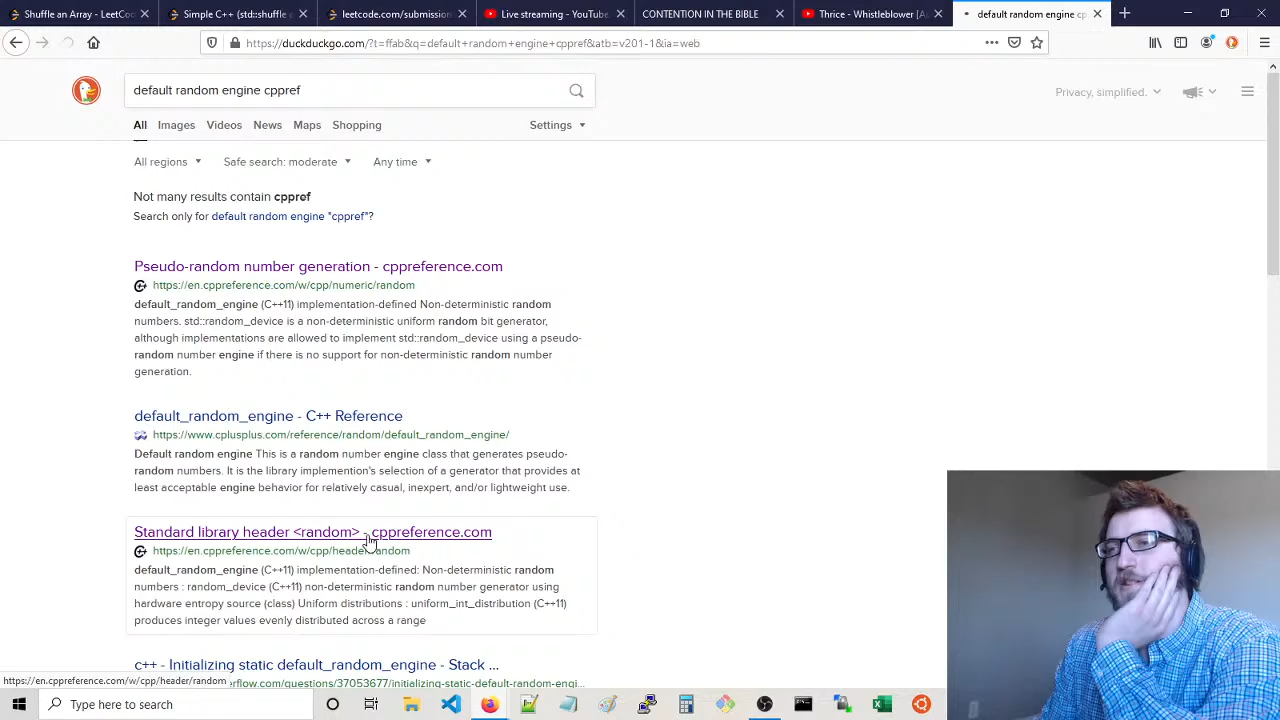 Shuffle an Array - LeetCo
Simple C++ (std::shuffle
leetcode.com/submission
Live streaming - YouTube
CONTENTION IN THE BIBLE
Thrice - Whistleblower [A
default random engine cp
https://duckduckgo.com/?t=ffab&q=default+random+engine+cppref&atb=v201-1&ia=web
default random engine cppref
Privacy, simplified.
All Images Videos News Maps Shopping Settings
All regions Safe search: moderate Any time
Not many results contain cppref
Search only for default random engine "cppref"?
Pseudo-random number generation - cppreference.com
https://en.cppreference.com/w/cpp/numeric/random
default_random_engine (C++11) implementation-defined Non-deterministic random
numbers. std::random_device is a non-deterministic uniform random bit generator,
although implementations are allowed to implement std::random_device using a pseudo-
random number engine if there is no support for non-deterministic random number
generation.
default_random_engine - C++ Reference
https://www.cplusplus.com/reference/random/default_random_engine/
Default random engine This is a random number engine class that generates pseudo-
random numbers. It is the library implemention's selection of a generator that provides at
least acceptable engine behavior for relatively casual, inexpert, and/or lightweight use.
Standard library header <random> - cppreference.com
https://en.cppreference.com/w/cpp/header/random
default_random_engine (C++11) implementation-defined: Non-deterministic random
numbers : random_device (C++11) non-deterministic random number generator using
hardware entropy source (class) Uniform distributions : uniform_int_distribution (C++11)
produces integer values evenly distributed across a range
c++ - Initializing static default_random_engine - Stack ...
erflow.com/questions/37053677/initializing-static-default-random-engi...
https://en.cppreference.com/w/cpp/header/random
Type here to search